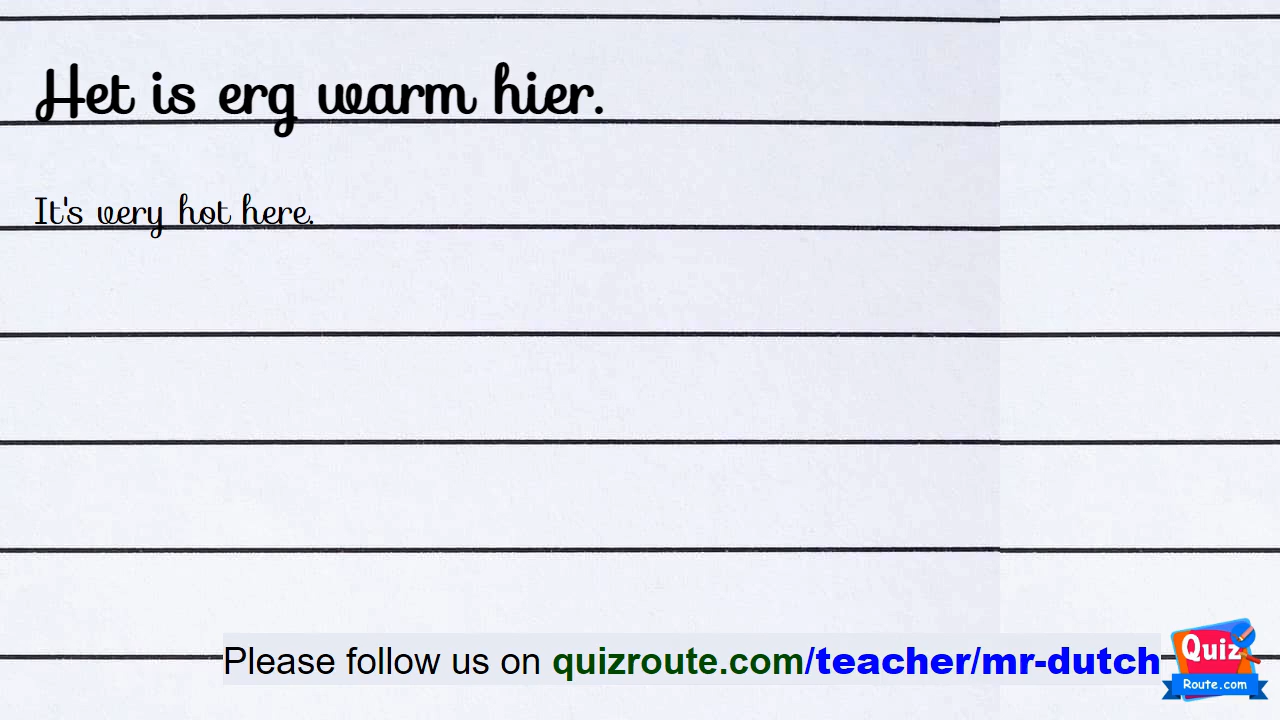 Het is erg warm hier.
It's very hot here.
Please follow us on quizroute.com/teacher/mr-dutch
Quiz
Route.com